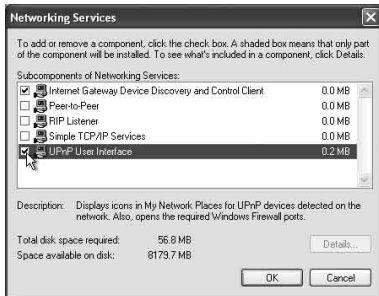 Networking Services
To add or remove a component, click the check box. A shaded box means that only part
of the component will be installed. To see what's included in a component, click Details.
Subcomponents of Networking Services:
Internet Gateway Device Discovery and Control Client 0.0 MB
Peer-to-Peer 0.0 MB
RIP Listener 0.0 MB
Simple TCP/IP Services 0.0 MB
UPnP User Interface 0.2 MB
Description: Displays icons in My Network Places for UPnP devices detected on the
network. Also, opens the required Windows Firewall ports.
Total disk space required: 56.8 MB
Details...
Space available on disk: 8179.7 MB
OK Cancel